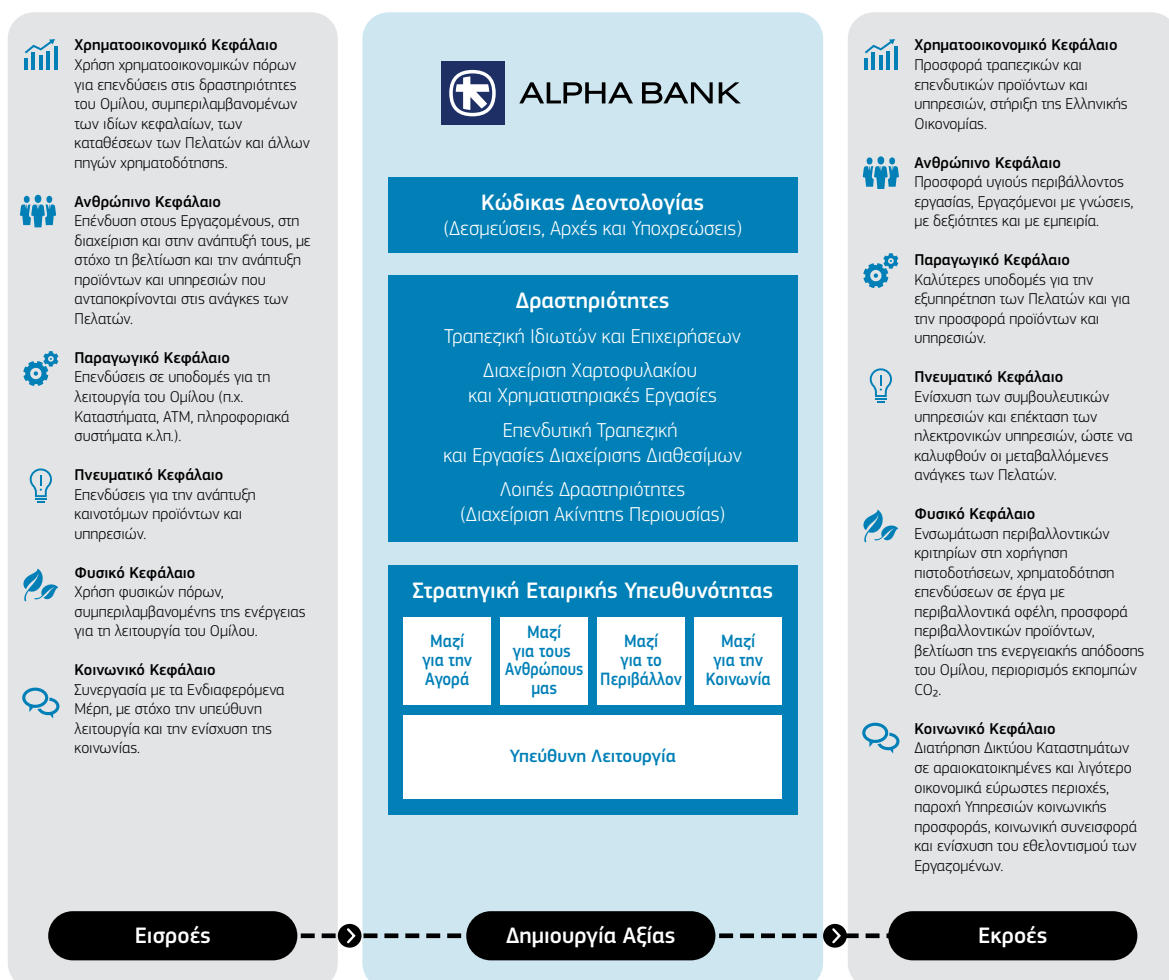 Χρηματοοικονομικό Κεφάλαιο
Χρήση χρηματοοικονομικών πόρων
για επενδύσεις στις δραστηριότητες
του Ομίλου, συμπεριλαμβανομένων
των ιδίων κεφαλαίων, των
καταθέσεων των Πελατών και άλλων
πηγών χρηματοδότησης.
Ανθρώπινο Κεφάλαιο
Επένδυση στους Εργαζομένους, στη
διαχείριση και στην ανάπτυξή τους, με
στόχο τη βελτίωση και την ανάπτυξη
προϊόντων και υπηρεσιών που
ανταποκρίνονται στις ανάγκες των
Πελατών.
Παραγωγικό Κεφάλαιο
Επενδύσεις σε υποδομές για τη
λειτουργία του Ομίλου (π.χ.
Καταστήματα, ΑΤΜ, πληροφοριακά
συστήματα κ.λπ.).
Πνευματικό Κεφάλαιο
Επενδύσεις για την ανάπτυξη
καινοτόμων προϊόντων και
υπηρεσιών.
Φυσικό Κεφάλαιο
Χρήση φυσικών πόρων,
συμπεριλαμβανομένης της ενέργειας
για τη λειτουργία του Ομίλου.
Κοινωνικό Κεφάλαιο
Συνεργασία με τα Ενδιαφερόμενα
Μέρη, με στόχο την υπεύθυνη
λειτουργία και την ενίσχυση της
κοινωνίας.
Εισροές
ALPHA BANK
Κώδικας Δεοντολογίας
(Δεσμεύσεις, Αρχές και Υποχρεώσεις)
Δραστηριότητες
Τραπεζική Ιδιωτών και Επιχειρήσεων
Διαχείριση Χαρτοφυλακίου
και Χρηματιστηριακές Εργασίες
Επενδυτική Τραπεζική
και Εργασίες Διαχείρισης Διαθεσίμων
Λοιπές Δραστηριότητες
(Διαχείριση Ακίνητης Περιουσίας)
Στρατηγική Εταιρικής Υπευθυνότητας
Μαζί
για την
Αγορά
Μαζί
για τους
Ανθρώπους
μας
Μαζί
για το
Περιβάλλον
Μαζί
για την
Κοινωνία
Υπεύθυνη Λειτουργία
Δημιουργία Αξίας
Χρηματοοικονομικό Κεφάλαιο
Προσφορά τραπεζικών και
επενδυτικών προϊόντων και
υπηρεσιών, στήριξη της Ελληνικής
Οικονομίας.
Ανθρώπινο Κεφάλαιο
Προσφορά υγιούς περιβάλλοντος
εργασίας, Εργαζόμενοι με γνώσεις,
με δεξιότητες και με εμπειρία.
Παραγωγικό Κεφάλαιο
Καλύτερες υποδομές για την
εξυπηρέτηση των Πελατών και για
την προσφορά προϊόντων και
υπηρεσιών.
Πνευματικό Κεφάλαιο
Ενίσχυση των συμβουλευτικών
υπηρεσιών και επέκταση των
ηλεκτρονικών υπηρεσιών, ώστε να
καλυφθούν οι μεταβαλλόμενες
ανάγκες των Πελατών.
Φυσικό Κεφάλαιο
Ενσωμάτωση περιβαλλοντικών
κριτηρίων στη χορήγηση
πιστοδοτήσεων, χρηματοδότηση
επενδύσεων σε έργα με
περιβαλλοντικά οφέλη, προσφορά
περιβαλλοντικών προϊόντων,
βελτίωση της ενεργειακής απόδοσης
του Ομίλου, περιορισμός εκπομπών
CO₂.
Κοινωνικό Κεφάλαιο
Διατήρηση Δικτύου Καταστημάτων
σε αραιοκατοικημένες και λιγότερο
οικονομικά εύρωστες περιοχές,
παροχή Υπηρεσιών κοινωνικής
προσφοράς, κοινωνική συνεισφορά
και ενίσχυση του εθελοντισμού των
Εργαζομένων.
Εκροές